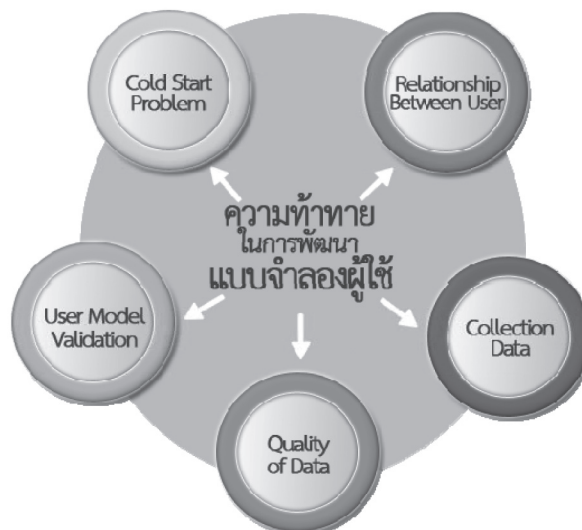 Cold Start
Problem
Relationship
Between User
ความท้าทาย
ในการพัฒนา
แบบจำลองผู้ใช้
User Model
Validation
Collection
Data
Quality
of Data